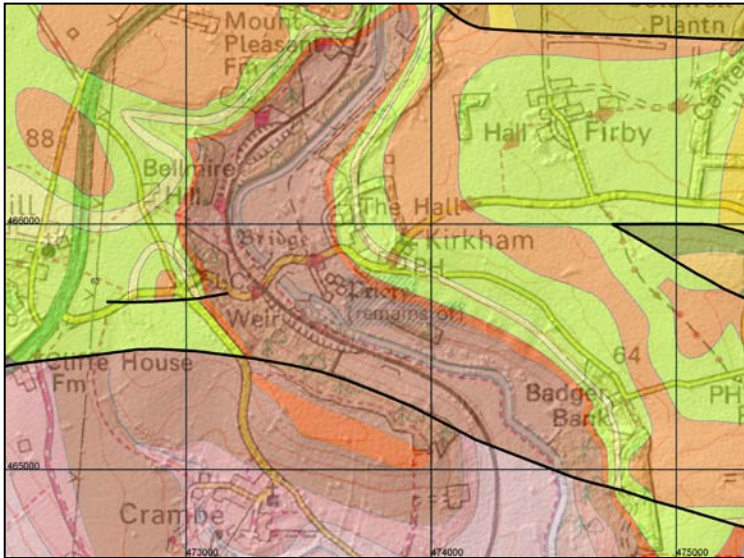 Mount
Pleasant
Fm
Plantn
88
Hall
Firby
Bellmire
Hill
ill
The Hall
466000
Bridge
Kirkham
PH
Priory
(remains of)
Weir
64
Cliffe House
Fm
Badger
Bank
PH
465000
Crambe
473000
474000
475000